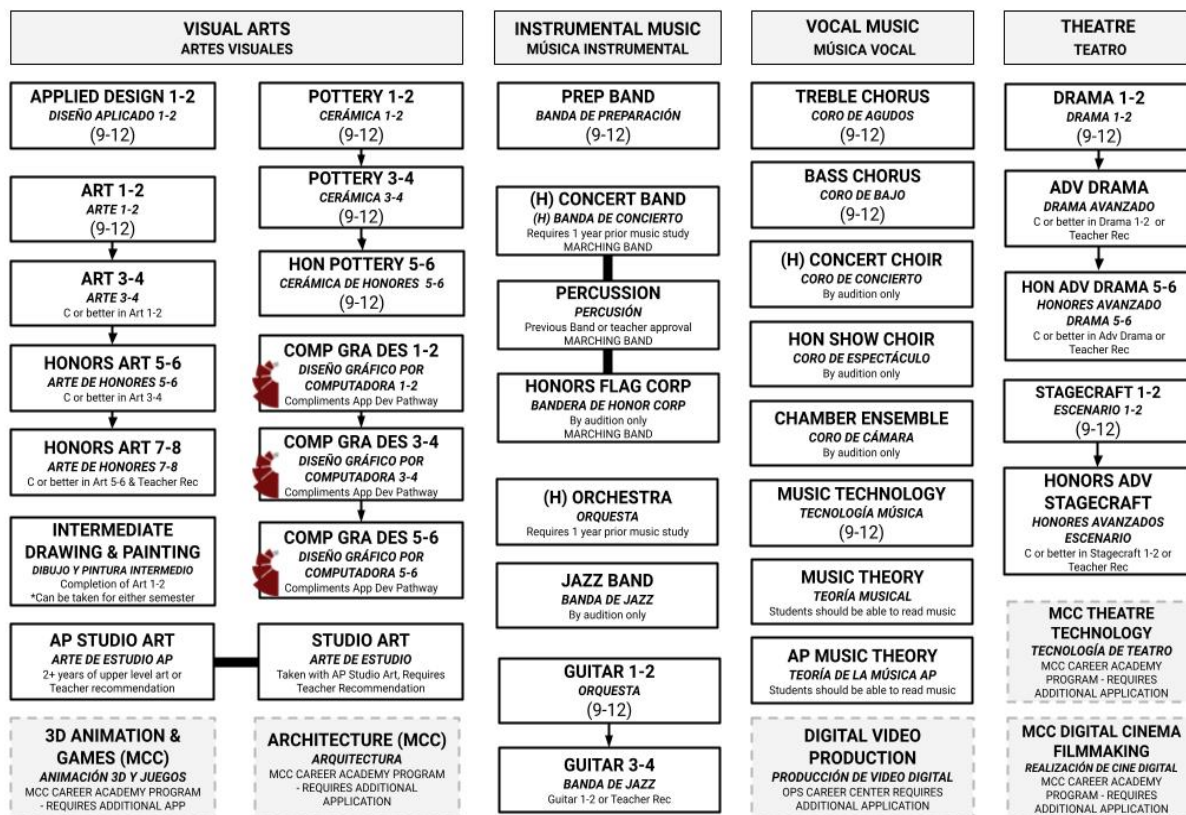 VISUAL ARTS
ARTES VISUALES
APPLIED DESIGN 1-2
DISEÑO APLICADO 1-2
(9-12)
ART 1-2
ARTE 1-2
(9-12)
ART 3-4
ARTE 3-4
C or better in Art 1-2
HONORS ART 5-6
ARTE DE HONORES 5-6
C or better in Art 3-4
HONORS ART 7-8
ARTE DE HONORES 7-8
C or better in Art 5-6 & Teacher Rec
INTERMEDIATE
DRAWING & PAINTING
DIBUJO Y PINTURA INTERMEDIO
Completion of Art 1-2
*Can be taken for either semester
AP STUDIO ART
ARTE DE ESTUDIO AP
2+ years of upper level art or
Teacher recommendation
3D ANIMATION &
GAMES (MCC)
ANIMACIÓN 3D Y JUEGOS
MCC CAREER ACADEMY PROGRAM
- REQUIRES ADDITIONAL APP
POTTERY 1-2
CERÁMICA 1-2
(9-12)
POTTERY 3-4
CERÁMICA 3-4
(9-12)
HON POTTERY 5-6
CERÁMICA DE HONORES 5-6
(9-12)
COMP GRA DES 1-2
DISEÑO GRÁFICO POR
COMPUTADORA 1-2
Compliments App Dev Pathway
COMP GRA DES 3-4
DISEÑO GRÁFICO POR
COMPUTADORA 3-4
Compliments App Dev Pathway
COMP GRA DES 5-6
DISEÑO GRÁFICO POR
COMPUTADORA 5-6
Compliments App Dev Pathway
STUDIO ART
ARTE DE ESTUDIO
Taken with AP Studio Art, Requires
Teacher Recommendation
ARCHITECTURE (MCC)
ARQUITECTURA
MCC CAREER ACADEMY PROGRAM
- REQUIRES ADDITIONAL
APPLICATION
INSTRUMENTAL MUSIC
MÚSICA INSTRUMENTAL
PREP BAND
BANDA DE PREPARACIÓN
(9-12)
(H) CONCERT BAND
(H) BANDA DE CONCIERTO
Requires 1 year prior music study
MARCHING BAND
PERCUSSION
PERCUSIÓN
Previous Band or teacher approval
MARCHING BAND
HONORS FLAG CORP
BANDERA DE HONOR CORP
By audition only
MARCHING BAND
(H) ORCHESTRA
ORQUESTA
Requires 1 year prior music study
JAZZ BAND
BANDA DE JAZZ
By audition only
GUITAR 1-2
ORQUESTA
(9-12)
GUITAR 3-4
BANDA DE JAZZ
Guitar 1-2 or Teacher Rec
VOCAL MUSIC
MÚSICA VOCAL
TREBLE CHORUS
CORO DE AGUDOS
(9-12)
BASS CHORUS
CORO DE BAJO
(9-12)
(H) CONCERT CHOIR
CORO DE CONCIERTO
By audition only
HON SHOW CHOIR
CORO DE ESPECTÁCULO
By audition only
CHAMBER ENSEMBLE
CORO DE CÁMARA
By audition only
MUSIC TECHNOLOGY
TECNOLOGÍA MÚSICA
(9-12)
MUSIC THEORY
TEORÍA MUSICAL
Students should be able to read music
AP MUSIC THEORY
TEORÍA DE LA MÚSICA AP
Students should be able to read music
DIGITAL VIDEO
PRODUCTION
PRODUCCIÓN DE VIDEO DIGITAL
OPS CAREER CENTER REQUIRES
ADDITIONAL APPLICATION
THEATRE
TEATRO
DRAMA 1-2
DRAMA 1-2
(9-12)
ADV DRAMA
DRAMA AVANZADO
C or better in Drama 1-2 or
Teacher Rec
HON ADV DRAMA 5-6
HONORES AVANZADO
DRAMA 5-6
C or better in Adv Drama or
Teacher Rec
STAGECRAFT 1-2
ESCENARIO 1-2
(9-12)
HONORS ADV
STAGECRAFT
HONORES AVANZADOS
ESCENARIO
C or better in Stagecraft 1-2 or
Teacher Rec
MCC THEATRE
TECHNOLOGY
TECNOLOGÍA DE TEATRO
MCC CAREER ACADEMY
PROGRAM - REQUIRES
ADDITIONAL APPLICATION
MCC DIGITAL CINEMA
FILMMAKING
REALIZACIÓN DE CINE DIGITAL
MCC CAREER ACADEMY
PROGRAM - REQUIRES
ADDITIONAL APPLICATION